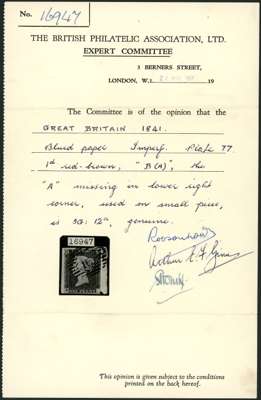 No. 16947
THE BRITISH PHILATELIC ASSOCIATION, LTD.
EXPERT COMMITTEE
3 BERNERS STREET,
LONDON, W.1. 19
The Committee is of the opinion that the
GREAT BRITAIN 1841.
Blued paper Imperf. Plate 77
1st red-brown, "B(A)", the
"A" missing in lower right
corner, used on small piece,
is SG: 12b, genuine.
16947
This opinion is given subject to the conditions
printed on the back hereof.